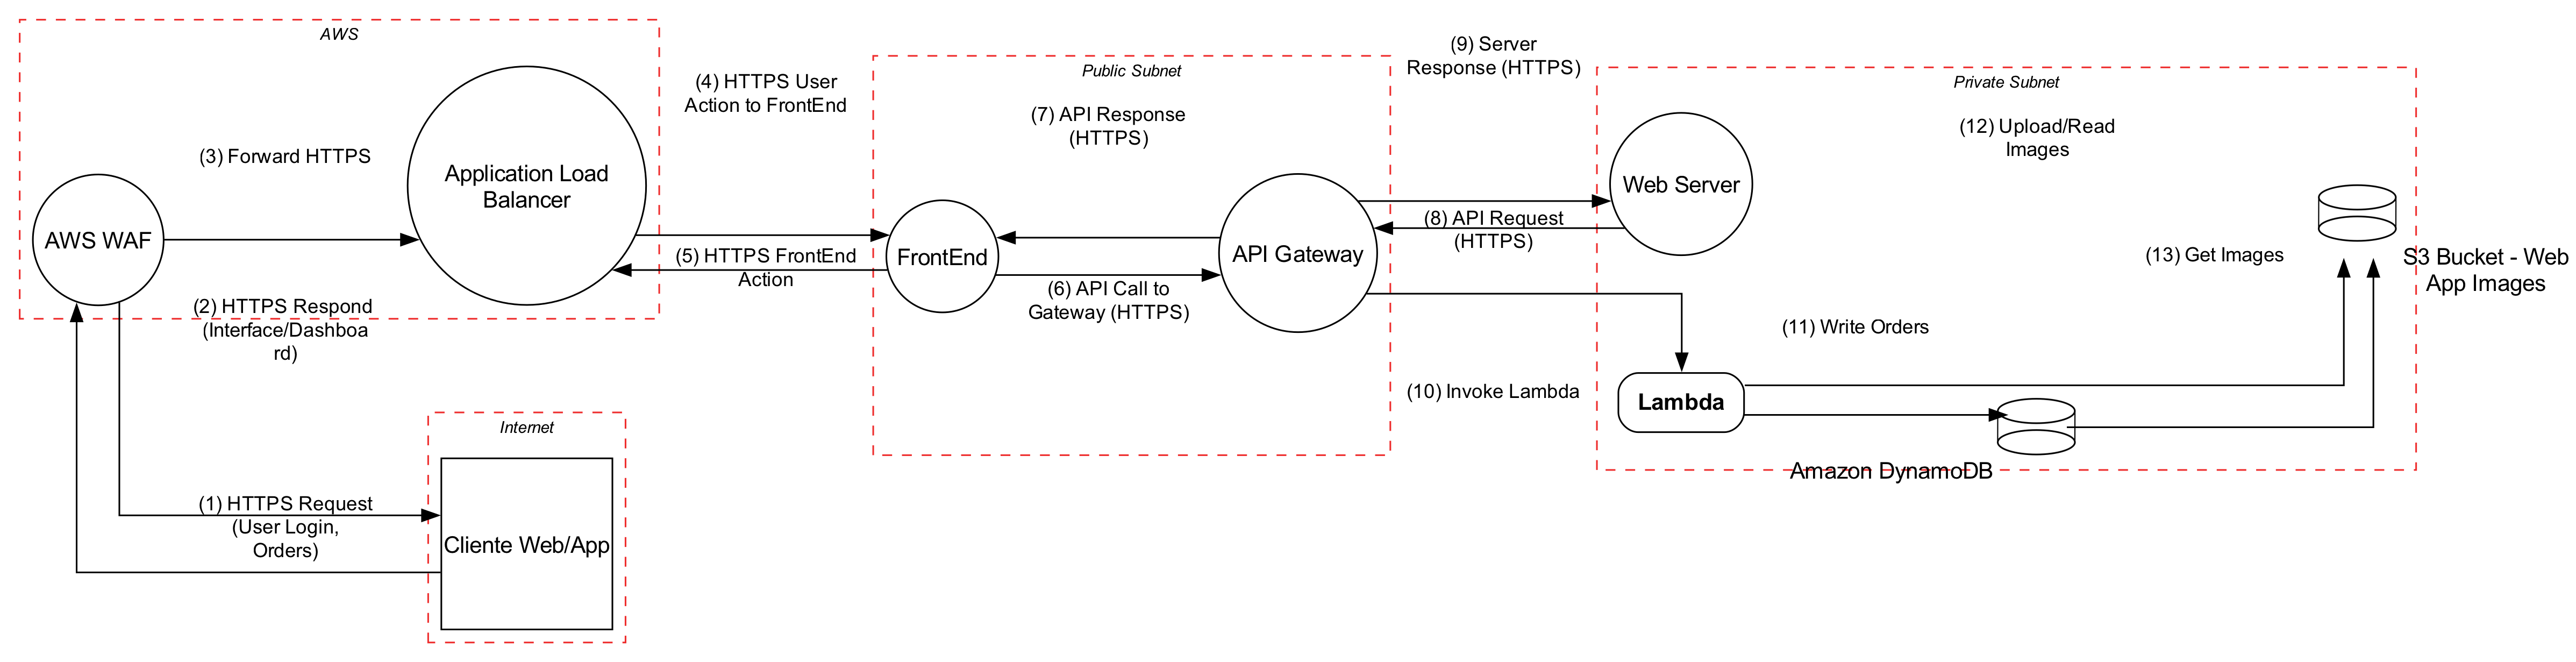 AWS
(3) Forward HTTPS
Application Load
Balancer
AWS WAF
(2) HTTPS Respond
(Interface/Dashboa
rd)
Internet
(1) HTTPS Request
(User Login,
Orders)
Cliente Web/App
(4) HTTPS User
Action to FrontEnd
(5) HTTPS FrontEnd
Action
Public Subnet
(7) API Response
(HTTPS)
FrontEnd
API Gateway
(6) API Call to
Gateway (HTTPS)
(9) Server
Response (HTTPS)
(8) API Request
(HTTPS)
(10) Invoke Lambda
Private Subnet
(12) Upload/Read
Images
Web Server
(13) Get Images
S3 Bucket - Web
App Images
(11) Write Orders
Lambda
Amazon DynamoDB